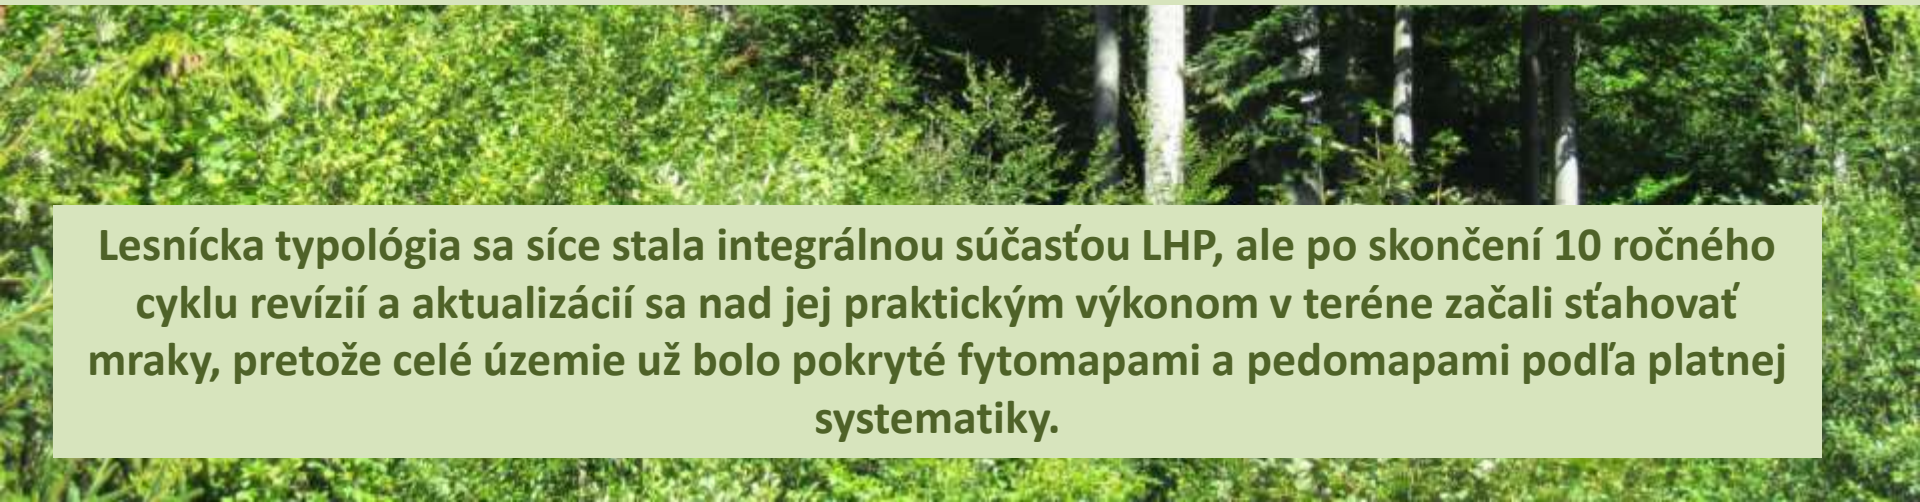 Lesnícka typológia sa síce stala integrálnou súčasťou LHP, ale po skončení 10 ročného
cyklu revízií a aktualizácií sa nad jej praktickým výkonom v teréne začali sťahovať
mraky, pretože celé územie už bolo pokryté fytomapami a pedomapami podľa platnej
systematiky.